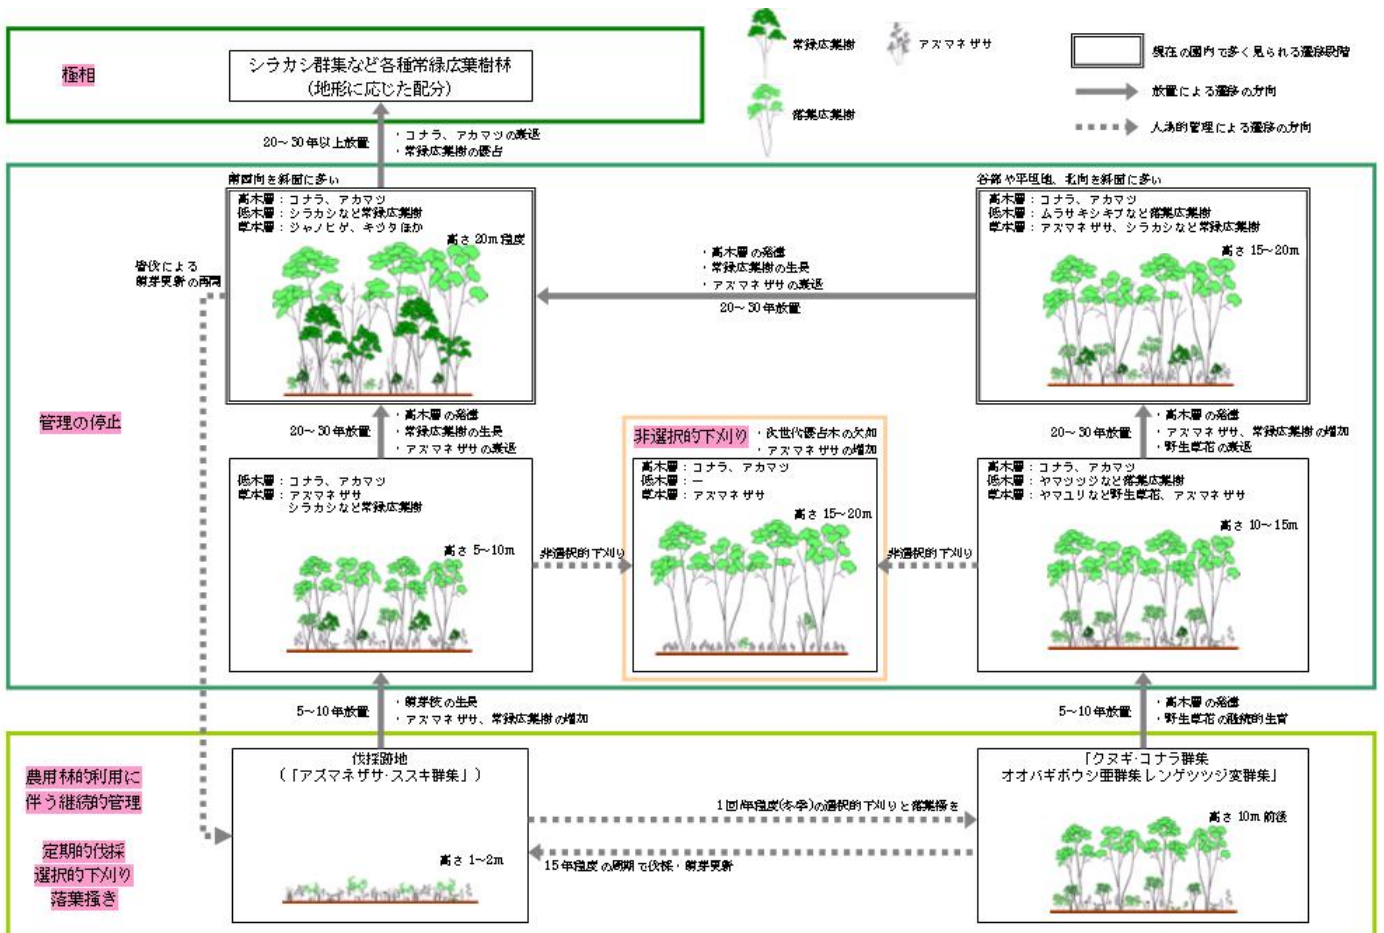 常緑広葉樹
アズマネザサ
落葉広葉樹
現在の園内で多く見られる遷移段階
放置による遷移の方向
人為的管理による遷移の方向
極相
シラカシ群集など各種常緑広葉樹林
(地形に応じた配分)
20～30年以上放置
・コナラ、アカマツの衰退
・常緑広葉樹の優占
南西向き斜面に多い
高木層：コナラ、アカマツ
低木層：シラカシなど常緑広葉樹
草本層：ジャノヒゲ、キヅタほか
高さ 20m 程度
谷部や平坦地、北向き斜面に多い
高木層：コナラ、アカマツ
低木層：ムラサキシキブなど落葉広葉樹
草本層：アズマネザサ、シラカシなど常緑広葉樹
高さ 15～20m
・高木層の発達
・常緑広葉樹の生長
・アズマネザサの衰退
20～30年放置
皆伐による
萌芽更新の再開
管理の停止
20～30年放置
・高木層の発達
・常緑広葉樹の生長
・アズマネザサの衰退
非選択的下刈り
・次世代優占木の欠如
・アズマネザサの増加
20～30年放置
・高木層の発達
・アズマネザサ、常緑広葉樹の増加
・野生草花の衰退
低木層：コナラ、アカマツ
草本層：アズマネザサ
シラカシなど常緑広葉樹
高さ 5～10m
非選択的下刈り
高木層：コナラ、アカマツ
低木層：―
草本層：アズマネザサ
高さ 15～20m
非選択的下刈り
高木層：コナラ、アカマツ
低木層：ヤマツツジなど落葉広葉樹
草本層：ヤマユリなど野生草花、アズマネザサ
高さ 10～15m
5～10年放置
・萌芽枝の生長
・アズマネザサ、常緑広葉樹の増加
5～10年放置
・高木層の発達
・野生草花の継続的生育
農用林的利用に
伴う継続的管理
定期的伐採
選択的下刈り
落葉掻き
伐採跡地
(「アズマネザサ・ススキ群集」)
高さ 1～2m
1回/年程度(冬季)の選択的下刈りと落葉掻き
15年程度の周期で伐採・萌芽更新
「クヌギ・コナラ群集
オオバギボウシ亜群集レンゲツツジ変群集」
高さ 10m 前後